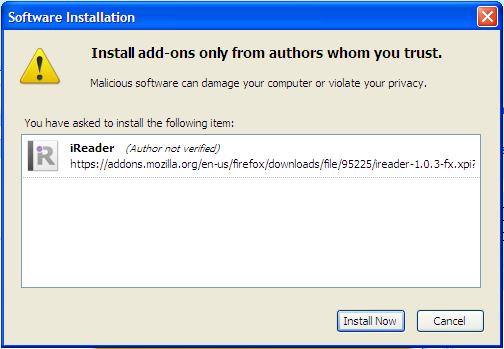 Software Installation
Install add-ons only from authors whom you trust.
Malicious software can damage your computer or violate your privacy.
You have asked to install the following item:
iR
iReader (Author not verified)
https://addons.mozilla.org/en-us/firefox/downloads/file/95225/ireader-1.0.3-fx.xpi?
Install Now Cancel